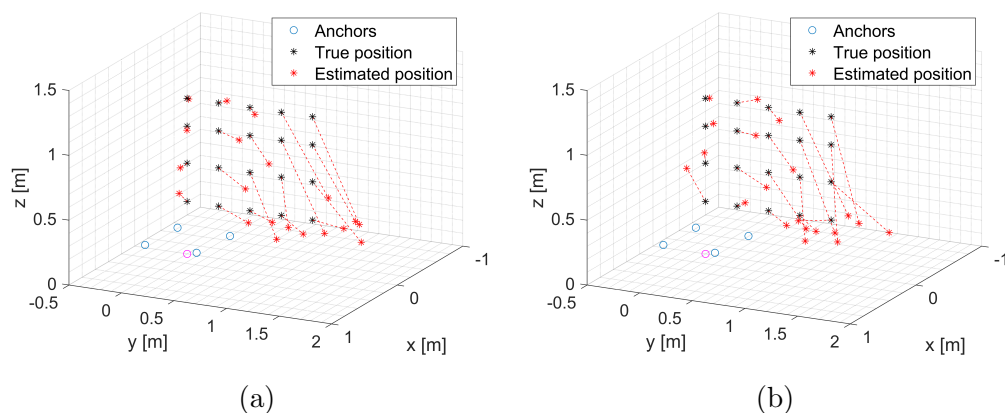 Anchors
True position
Estimated position
1.5
1
0.5
0
z [m]
-0.5
0
0.5
1
1.5
2
y [m]
-1
0
1
x [m]
(a)
Anchors
True position
Estimated position
1.5
1
0.5
0
z [m]
-0.5
0
0.5
1
1.5
2
y [m]
-1
0
1
x [m]
(b)